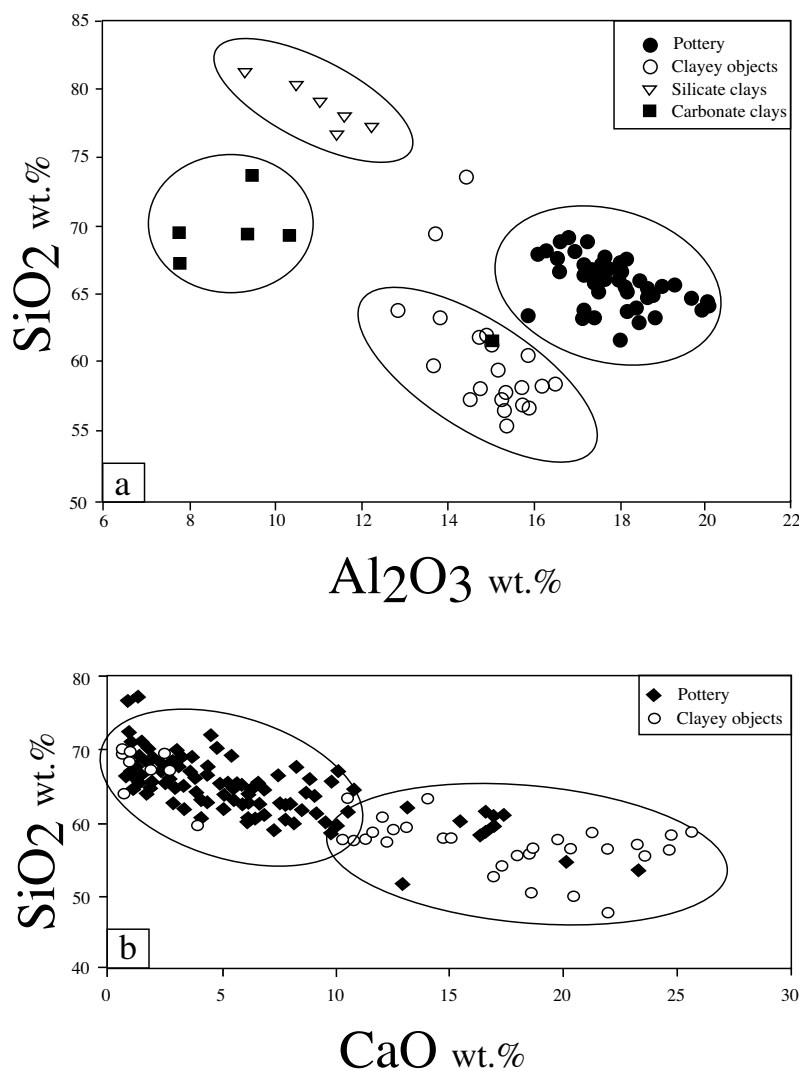 85
80
75
70
65
60
55
50
SiO2 wt.%
Pottery
Clayey objects
Silicate clays
Carbonate clays
a
6 8 10 12 14 16 18 20 22
Al2O3 wt.%
80
70
60
50
40
SiO2 wt.%
Pottery
Clayey objects
b
0 5 10 15 20 25 30
CaO wt.%